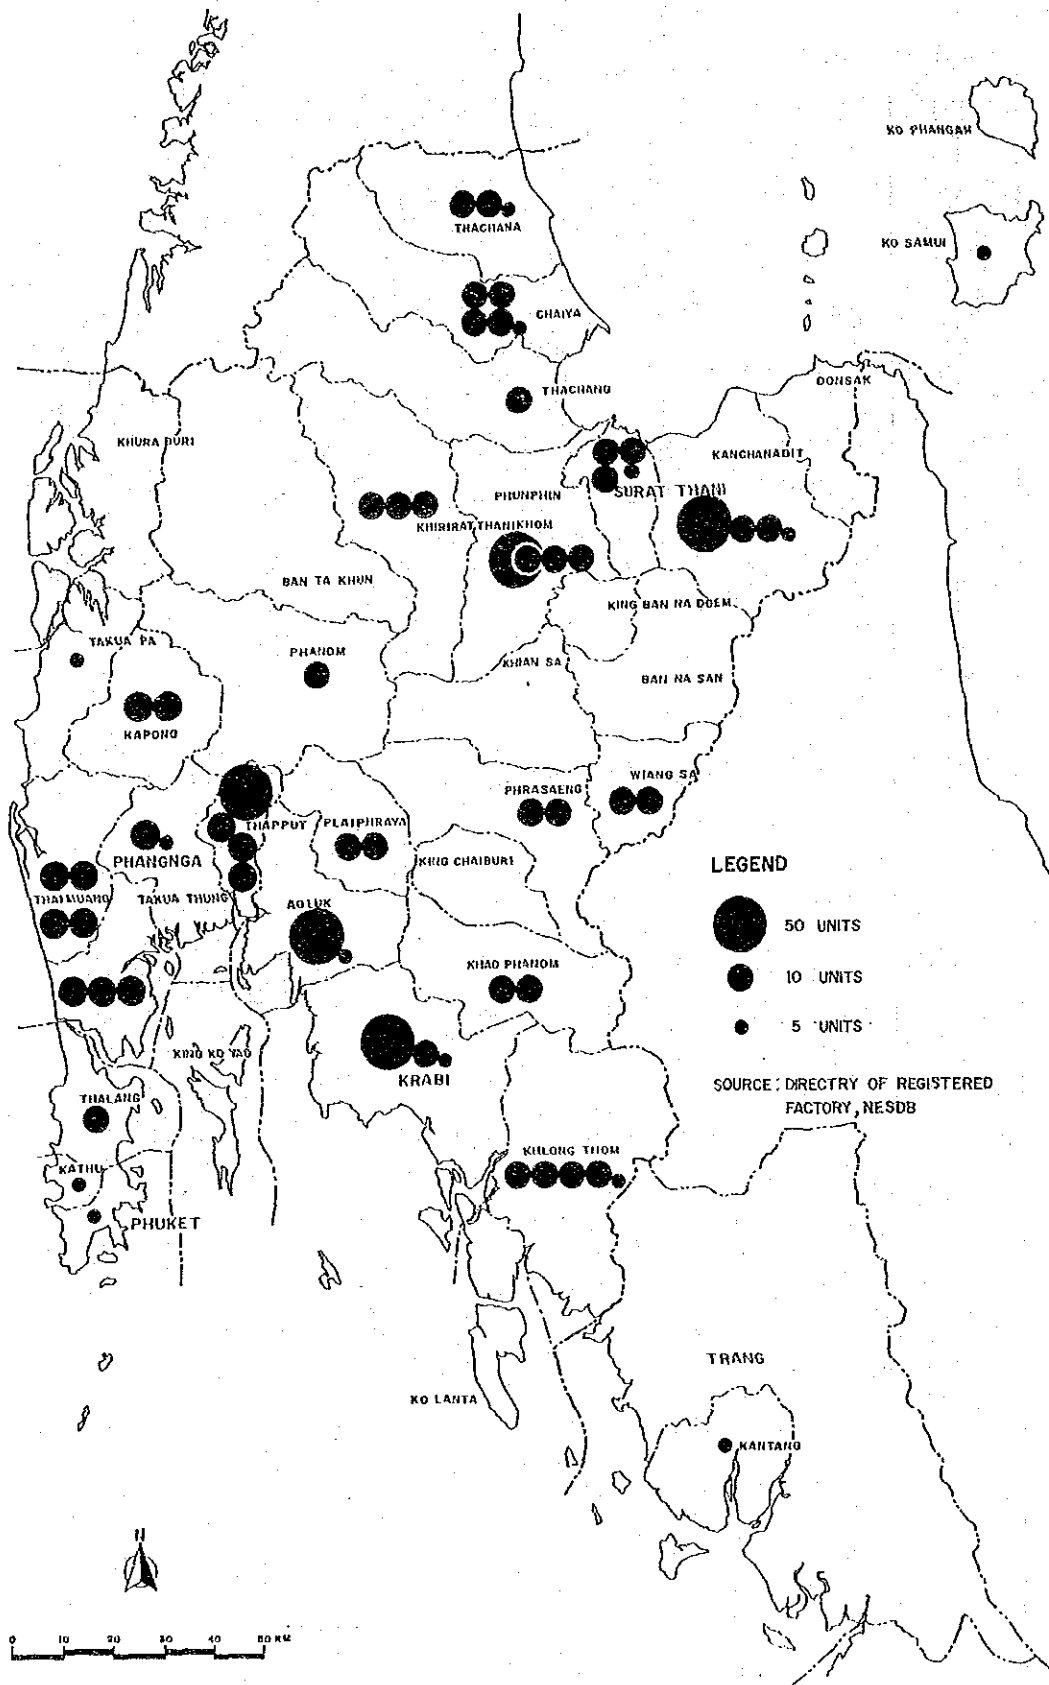 KO PHANGAN
THACHANA
KO SAMUI
CHAIYA
THACHANG
DONSAK
KHURA BURI
KANCHANADIT
PHUNPHIN
SURAT THANI
KHIRIRAT THANIKHOM
BAN TA KHUN
KING BAN NA DOEM
TAKUA PA
PHANOM
KHIAN SA
BAN NA SAN
KAPONG
WIANG SA
PHRASAENG
THAPPUT
PLAIPHRAYA
PHANGNGA
KING CHAIBURI
LEGEND
THAIMUANG
TAKUA THUNG
AOLUK
50 UNITS
KHAO PHANOM
10 UNITS
5 UNITS
KING KO YAO
KRABI
SOURCE: DIRECTRY OF REGISTERED
FACTORY, NESDB
THALANG
KHLONG THOM
KATHU
PHUKET
TRANG
KO LANTA
KANTANG
N
0 10 20 30 40 50 KM